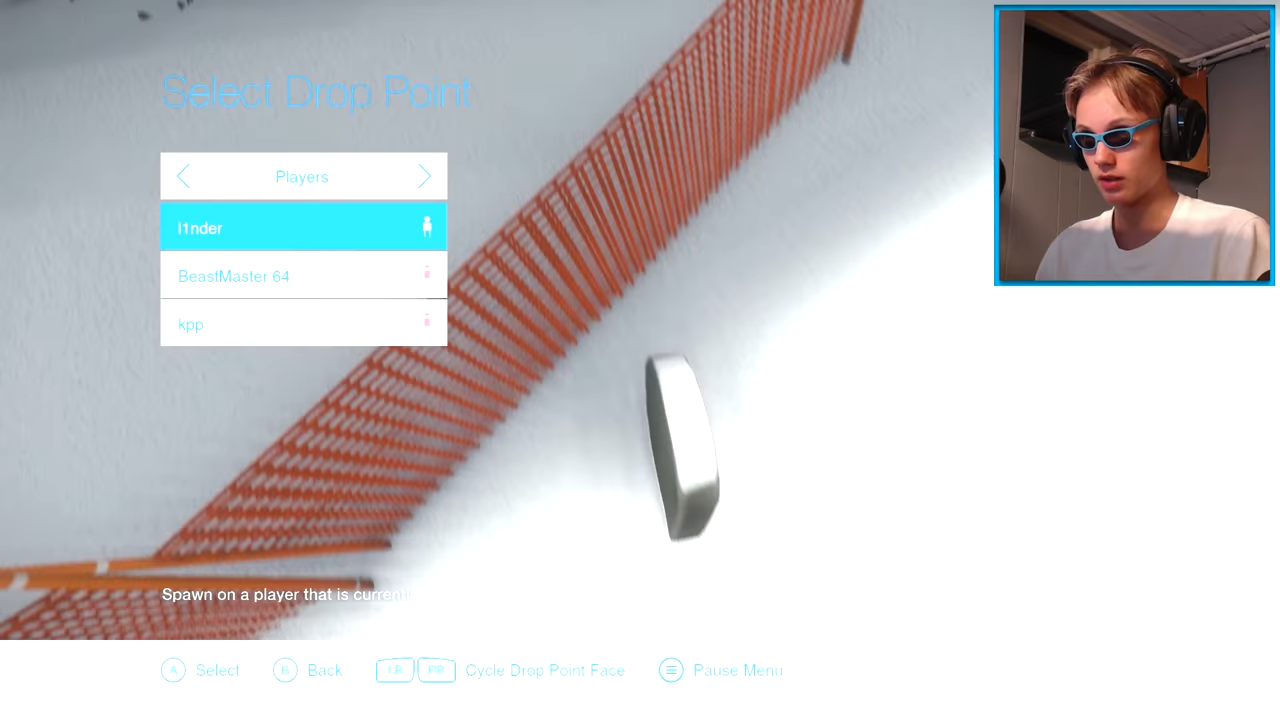 Select Drop Point
Players
l1nder
BeastMaster 64
kpp
Spawn on a player that is current
A Select B Back LB RB Cycle Drop Point Face Pause Menu